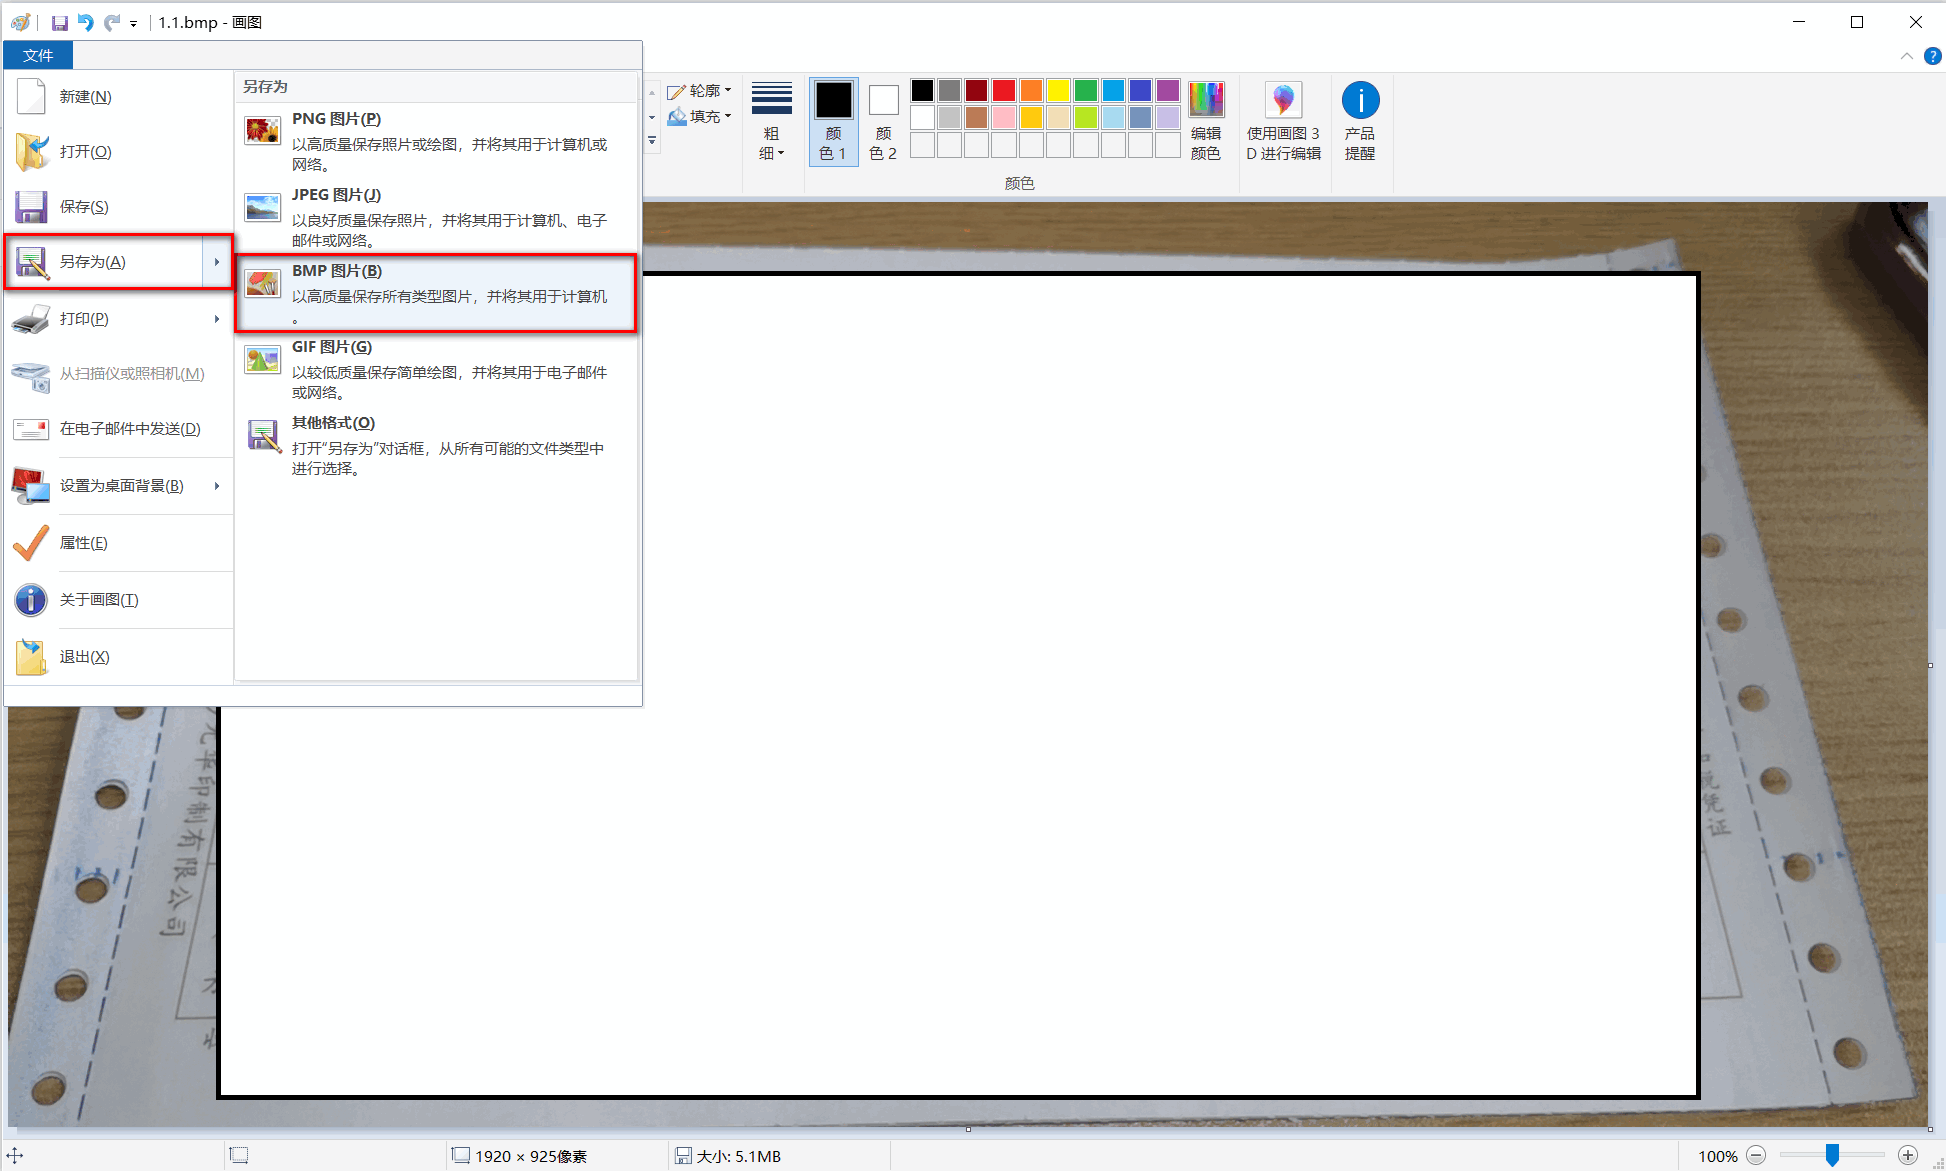 1.1.bmp - 画图
文件
新建(N)
打开(O)
保存(S)
另存为(A)
打印(P)
从扫描仪或照相机(M)
在电子邮件中发送(D)
设置为桌面背景(B)
属性(E)
关于画图(T)
退出(X)
另存为
PNG 图片(P)
以高质量保存照片或绘图，并将其用于计算机或
网络。
JPEG 图片(J)
以良好质量保存照片，并将其用于计算机、电子
邮件或网络。
BMP 图片(B)
以高质量保存所有类型图片，并将其用于计算机
。
GIF 图片(G)
以较低质量保存简单绘图，并将其用于电子邮件
或网络。
其他格式(O)
打开“另存为”对话框，从所有可能的文件类型中
进行选择。
轮廓
填充
粗
细
颜
色 1
颜
色 2
编辑
颜色
颜色
使用画图 3
D 进行编辑
产品
提醒
印制有限公司
税凭证
1920 × 925像素
大小: 5.1MB
100%